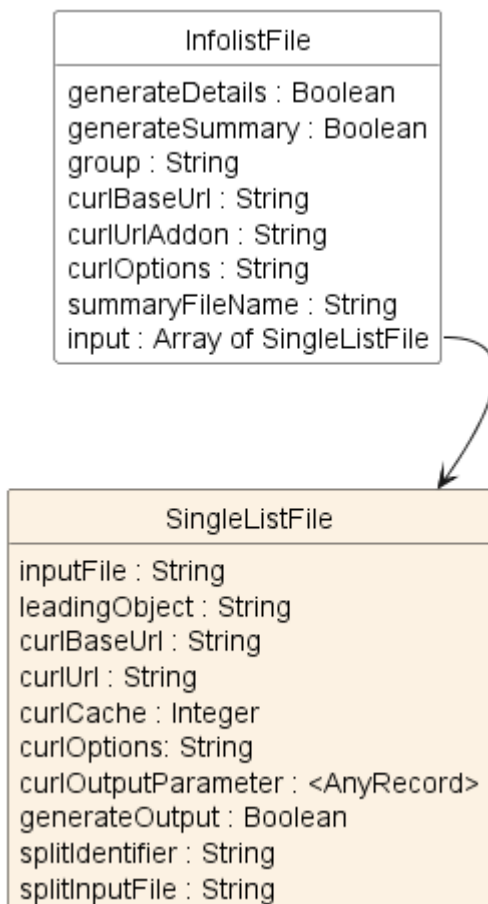 InfolistFile
generateDetails : Boolean
generateSummary : Boolean
group : String
curlBaseUrl : String
curlUrlAddon : String
curlOptions : String
summaryFileName : String
input : Array of SingleListFile
SingleListFile
inputFile : String
leadingObject : String
curlBaseUrl : String
curlUrl : String
curlCache : Integer
curlOptions: String
curlOutputParameter : <AnyRecord>
generateOutput : Boolean
splitIdentifier : String
splitInputFile : String